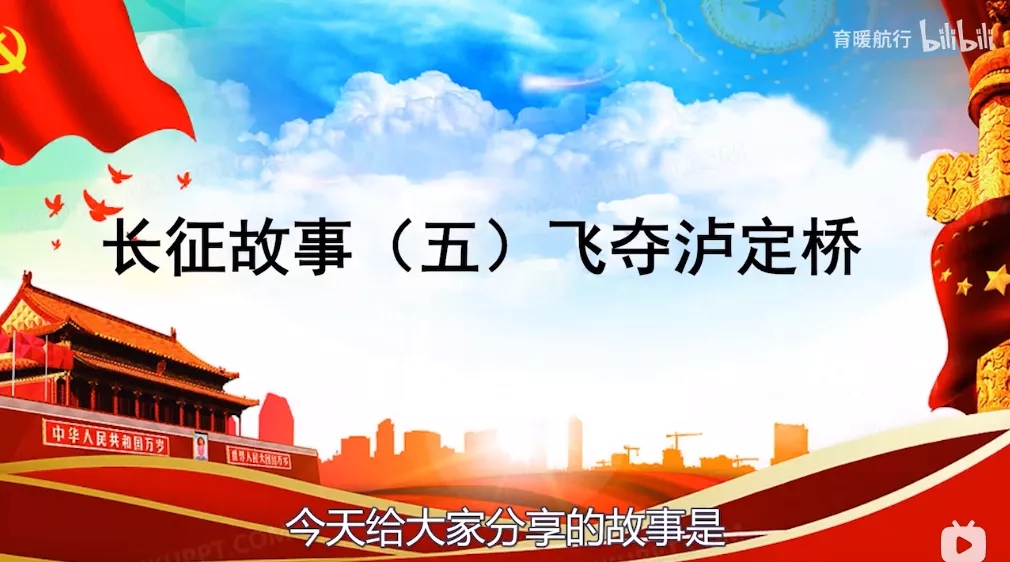 育暖航行 bilibili
长征故事（五）飞夺泸定桥
中华人民共和国万岁
世界人民大团结万岁
今天给大家分享的故事是